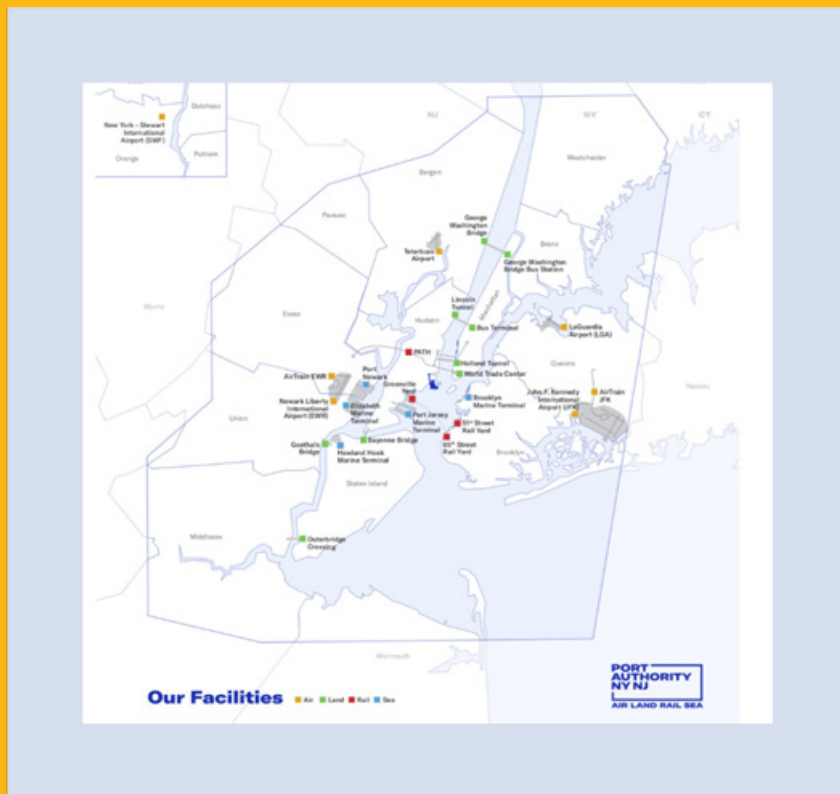 Dutchess
New York - Stewart
International
Airport (SWF)
Orange
Putnam
NJ
NY
CT
Westchester
Bergen
Passaic
George
Washington
Bridge
Bronx
Teterboro
Airport
George Washington
Bridge Bus Station
Morris
Essex
Lincoln
Tunnel
Manhattan
Hudson
Bus Terminal
LaGuardia
Airport (LGA)
PATH
Holland Tunnel
World Trade Center
Queens
Nassau
AirTrain EWR
Port
Newark
Greenville
Yard
John F. Kennedy
International
Airport (JFK)
AirTrain
JFK
Newark Liberty
International
Airport (EWR)
Elizabeth
Marine
Terminal
Port Jersey
Marine
Terminal
Brooklyn
Marine Terminal
Union
51st Street
Rail Yard
65th Street
Rail Yard
Brooklyn
Goethals
Bridge
Bayonne Bridge
Howland Hook
Marine Terminal
Staten Island
Middlesex
Outerbridge
Crossing
Monmouth
Our Facilities
Air Land Rail Sea
PORT
AUTHORITY
NY NJ
AIR LAND RAIL SEA